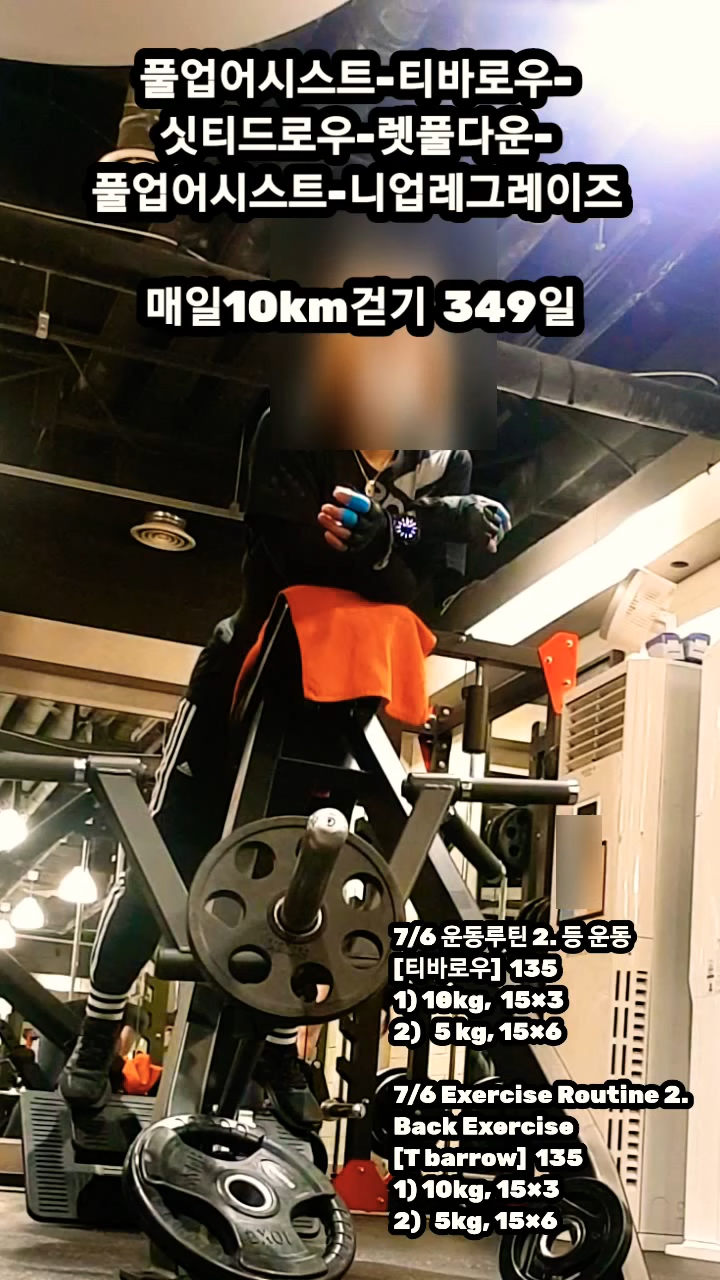 풀업어시스트-티바로우-
싯티드로우-렛풀다운-
풀업어시스트-니업레그레이즈
매일10km걷기 349일
7/6 운동루틴 2. 등 운동
[티바로우] 135
1) 10kg, 15×3
2) 5 kg, 15×6
7/6 Exercise Routine 2.
Back Exercise
[T barrow] 135
1) 10kg, 15×3
2) 5kg, 15×6